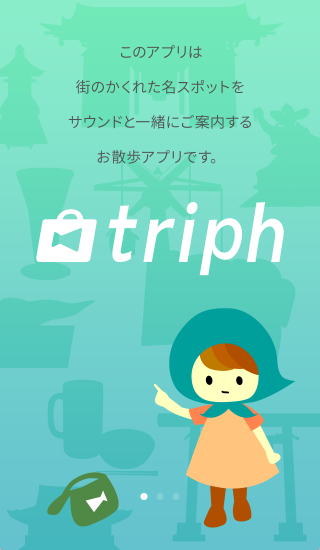 このアプリは
街のかくれた名スポットを
サウンドと一緒にご案内する
お散歩アプリです。
triph